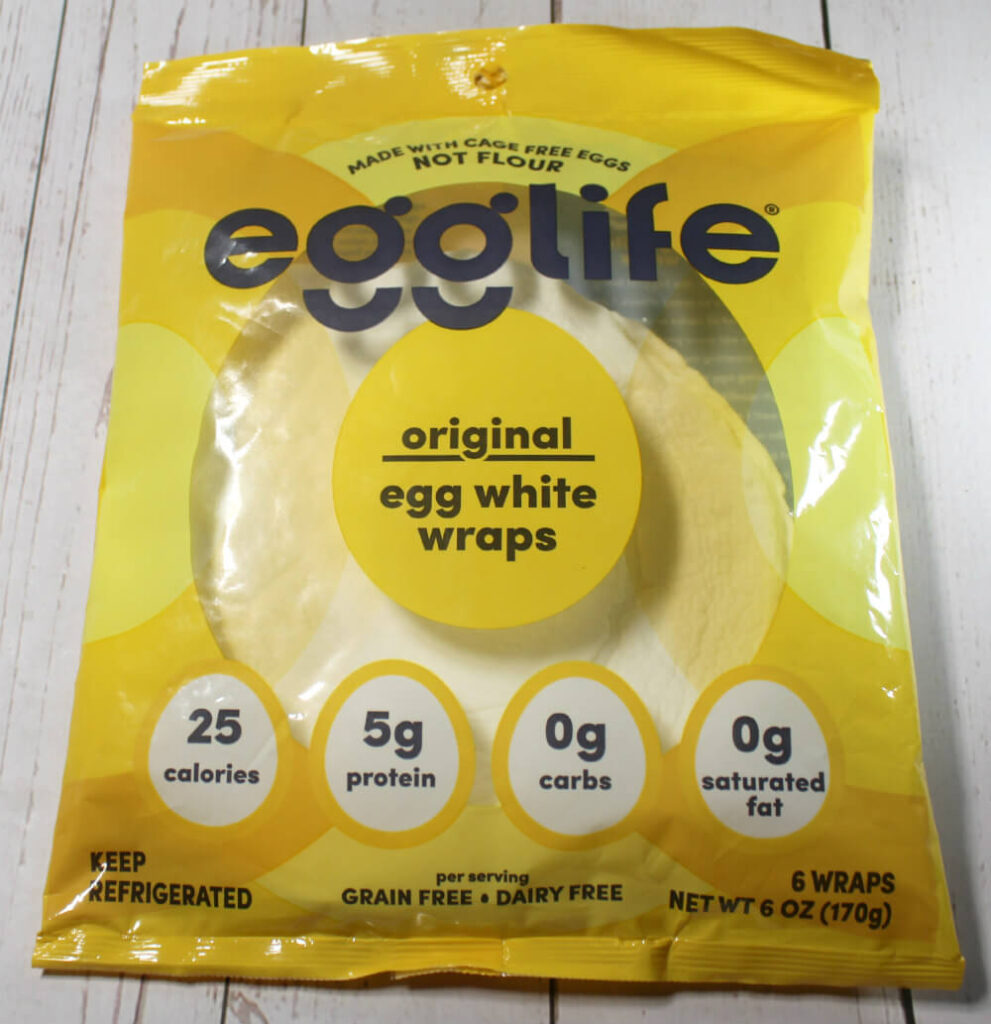 MADE WITH CAGE FREE EGGS
NOT FLOUR
egglife®
original
egg white
wraps
25
calories
5g
protein
0g
carbs
0g
saturated
fat
KEEP
REFRIGERATED
per serving
GRAIN FREE • DAIRY FREE
6 WRAPS
NET WT 6 OZ (170g)